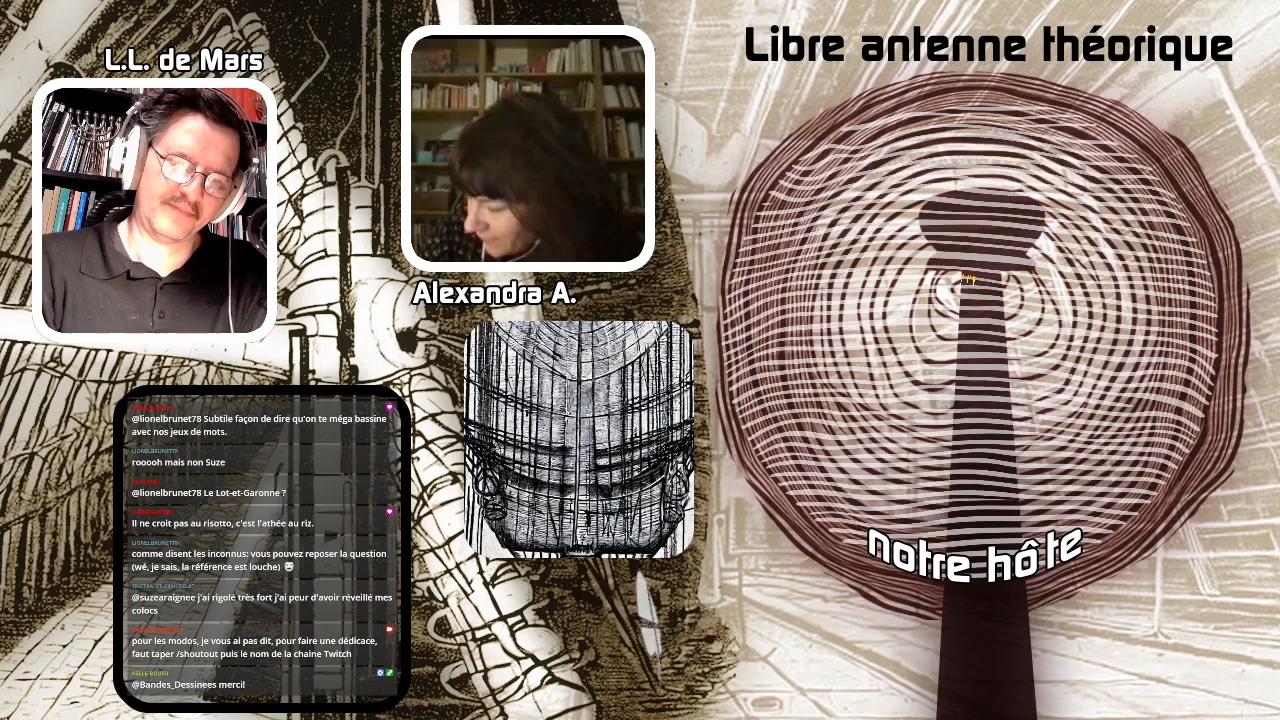 Libre antenne théorique
L.L. de Mars
Alexandra A.
@lionelbrunet78 Subtile façon de dire qu'on te méga bassine
avec nos jeux de mots.
LIONELBRUNET78
rooooh mais non Suze
@lionelbrunet78 Le Lot-et-Garonne ?
Il ne croit pas au risotto, c'est l'athée au riz.
LIONELBRUNET78
comme disent les inconnus: vous pouvez reposer la question
(wé, je sais, la référence est louche)
@suzearaignee j'ai rigolé très fort j'ai peur d'avoir réveillé mes
colocs
pour les modos, je vous ai pas dit, pour faire une dédicace,
faut taper /shoutout puis le nom de la chaine Twitch
@Bandes_Dessinees merci!
notre hôte